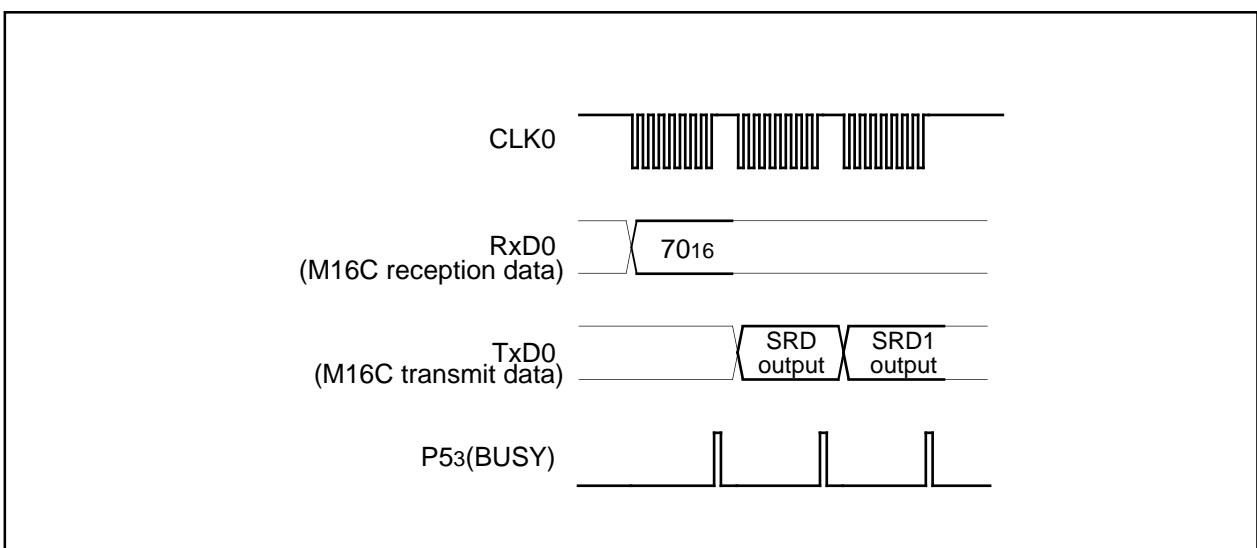 CLK0
RxD0
(M16C reception data)
7016
TxD0
(M16C transmit data)
SRD
output
SRD1
output
P53(BUSY)